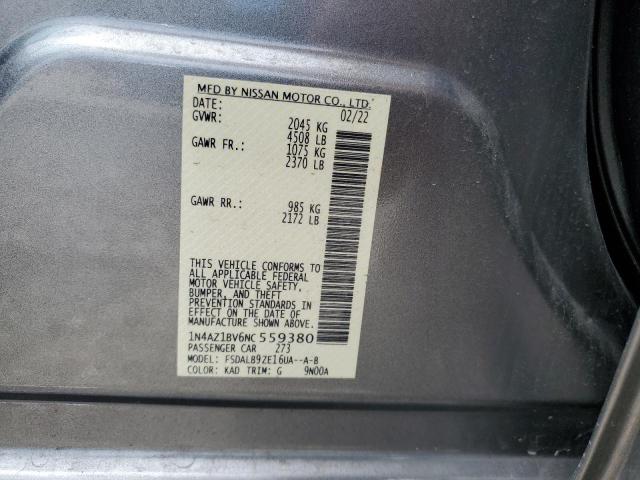 MFD BY NISSAN MOTOR CO., LTD.
DATE: 02/22
GVWR: 2045 KG
4508 LB
GAWR FR.: 1075 KG
2370 LB
GAWR RR.: 985 KG
2172 LB
THIS VEHICLE CONFORMS TO
ALL APPLICABLE FEDERAL
MOTOR VEHICLE SAFETY,
BUMPER, AND THEFT
PREVENTION STANDARDS IN
EFFECT ON THE DATE OF
MANUFACTURE SHOWN ABOVE.
1N4AZ1BV6NC 559380
PASSENGER CAR 273
MODEL: FSDALB9ZE16UA--A-B
COLOR: KAD TRIM: G 9N00A